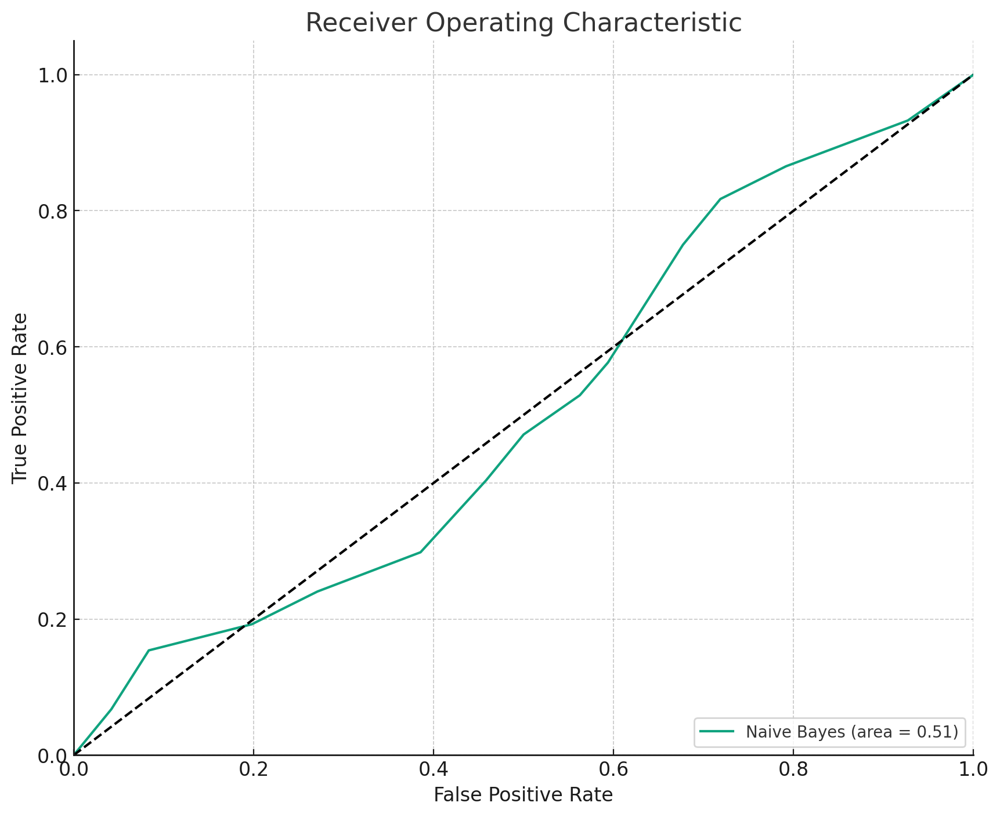 Receiver Operating Characteristic
1.0
0.8
0.6
0.4
0.2
0.0
True Positive Rate
Naive Bayes (area = 0.51)
0.0 0.2 0.4 0.6 0.8 1.0
False Positive Rate